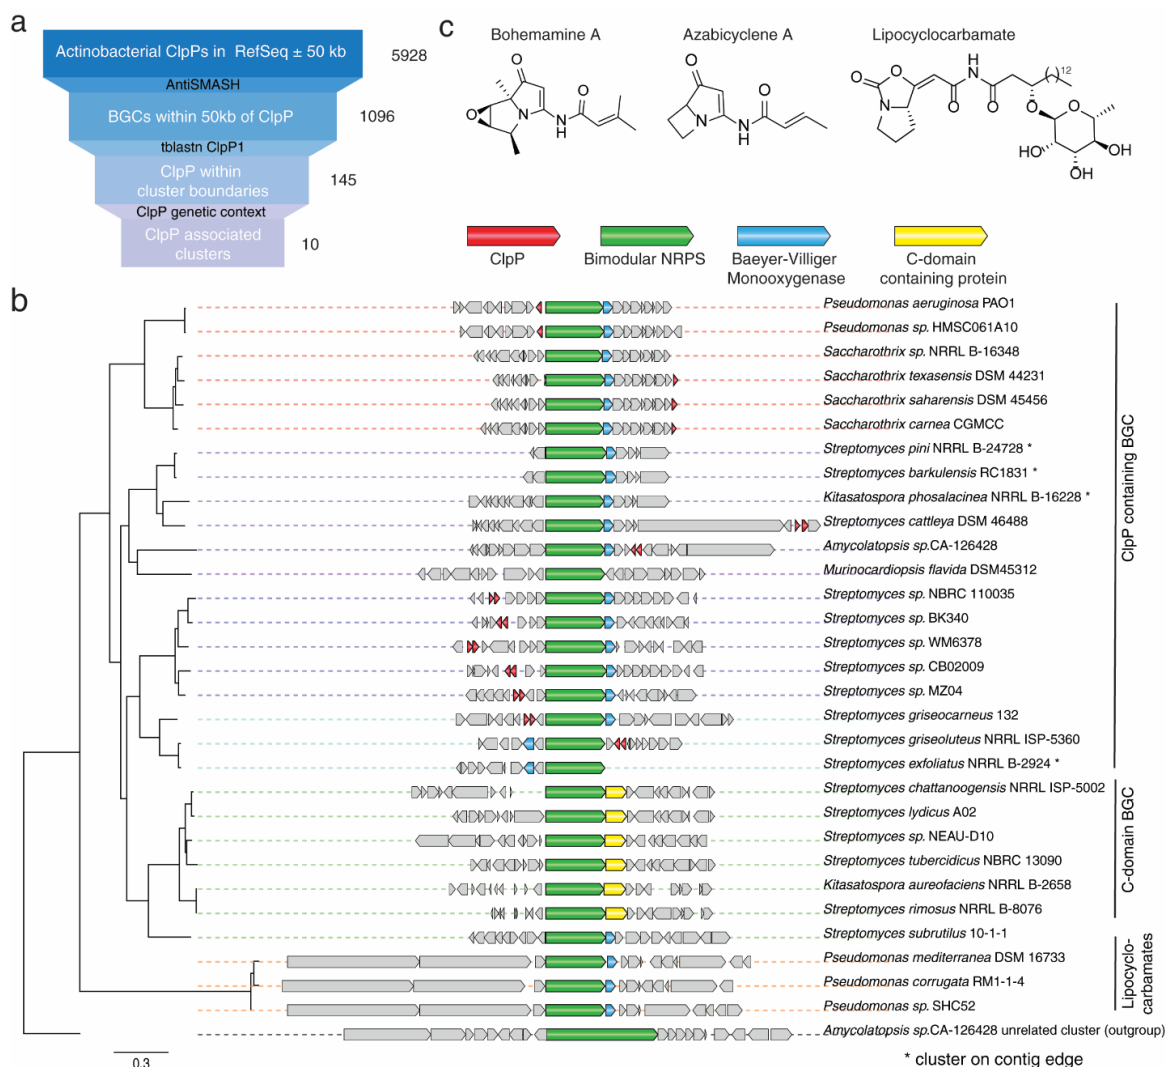 a
Actinobacterial ClpPs in RefSeq ± 50 kb
5928
AntiSMASH
BGCs within 50kb of ClpP
1096
tblastn ClpP1
ClpP within
cluster boundaries
145
ClpP genetic context
ClpP associated
clusters
10
c
Bohemamine A
Azabicyclene A
Lipocyclocarbamate
O
O
N
NH
O
O
N
NH
O
O
O
N
H
N
O
O
O
12
O
HO
OH
OH
ClpP
Bimodular NRPS
Baeyer-Villiger
Monooxygenase
C-domain
containing protein
b
Pseudomonas aeruginosa PAO1
Pseudomonas sp. HMSC061A10
Saccharothrix sp. NRRL B-16348
Saccharothrix texasensis DSM 44231
Saccharothrix saharensis DSM 45456
Saccharothrix carnea CGMCC
Streptomyces pini NRRL B-24728 *
Streptomyces barkulensis RC1831 *
Kitasatospora phosalacinea NRRL B-16228 *
Streptomyces cattleya DSM 46488
Amycolatopsis sp.CA-126428
Murinocardiopsis flavida DSM45312
Streptomyces sp. NBRC 110035
Streptomyces sp. BK340
Streptomyces sp. WM6378
Streptomyces sp. CB02009
Streptomyces sp. MZ04
Streptomyces griseocarneus 132
Streptomyces griseoluteus NRRL ISP-5360
Streptomyces exfoliatus NRRL B-2924 *
Streptomyces chattanoogensis NRRL ISP-5002
Streptomyces lydicus A02
Streptomyces sp. NEAU-D10
Streptomyces tubercidicus NBRC 13090
Kitasatospora aureofaciens NRRL B-2658
Streptomyces rimosus NRRL B-8076
Streptomyces subrutilus 10-1-1
Pseudomonas mediterranea DSM 16733
Pseudomonas corrugata RM1-1-4
Pseudomonas sp. SHC52
Amycolatopsis sp.CA-126428 unrelated cluster (outgroup)
ClpP containing BGC
C-domain BGC
Lipocyclo-
carbamates
0.3
* cluster on contig edge